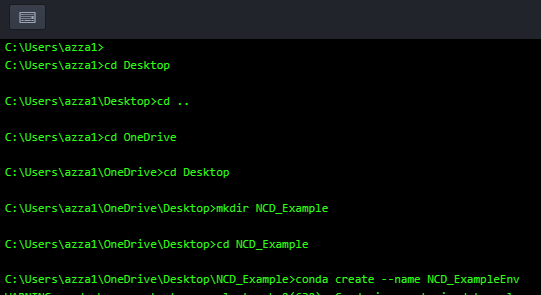 C:\Users\azza1>
C:\Users\azza1>cd Desktop
C:\Users\azza1\Desktop>cd ..
C:\Users\azza1>cd OneDrive
C:\Users\azza1\OneDrive>cd Desktop
C:\Users\azza1\OneDrive\Desktop>mkdir NCD_Example
C:\Users\azza1\OneDrive\Desktop>cd NCD_Example
C:\Users\azza1\OneDrive\Desktop\NCD_Example>conda create --name NCD_ExampleEnv